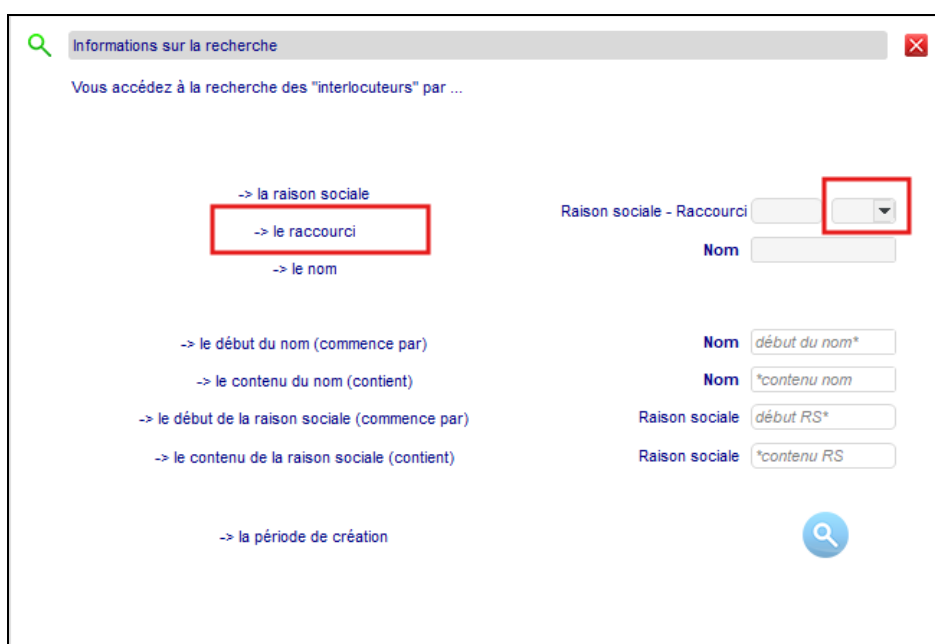 Informations sur la recherche
Vous accédez à la recherche des "interlocuteurs" par ...
-> la raison sociale
Raison sociale - Raccourci
-> le raccourci
Nom
-> le nom
-> le début du nom (commence par) Nom début du nom*
-> le contenu du nom (contient) Nom *contenu nom
-> le début de la raison sociale (commence par) Raison sociale début RS*
-> le contenu de la raison sociale (contient) Raison sociale *contenu RS
-> la période de création